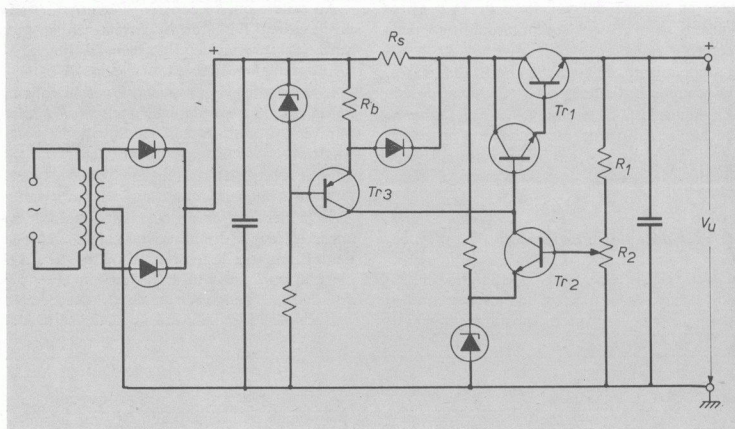 +
Rs
+
Rb
Tr1
R1
Tr3
~
Vu
R2
Tr2